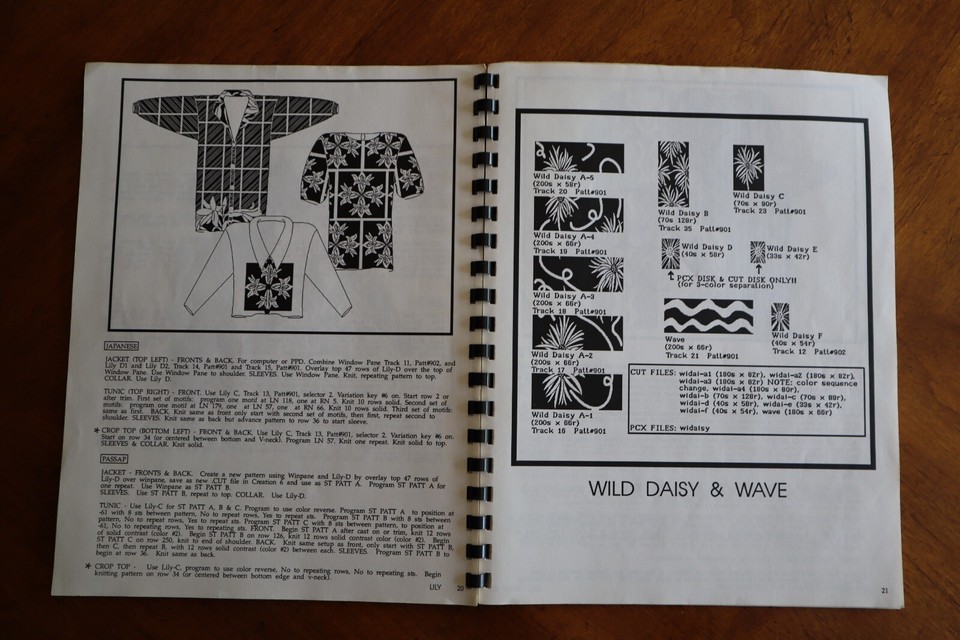 JAPANESE
JACKET (TOP LEFT) - FRONTS & BACK. For computer or PPD. Combine Window Pane Track 11, Patt#902, and
Lily D1 and Lily D2, Track 14, Patt#901 and Track 15, Patt#901. Overlay top 47 rows of Lily-D over the top of
Window Pane. Use Window Pane to shoulder. SLEEVES. Use Window Pane. Knit, repeating pattern to top.
COLLAR. Use Lily D.
TUNIC (TOP RIGHT) - FRONT. Use Lily C, Track 13, Patt#901, selector 2. Variation key #6 on. Start row 2 or
after trim. First set of motifs: program one motif at LN 118, one at RN 5. Knit 10 rows solid. Second set of
motifs: program one motif at LN 179, one at LN 57, one at RN 66. Knit 10 rows solid. Third set of motifs:
same as first. BACK. Knit same as front only start with second set of motifs, then first, repeat second to
shoulder. SLEEVES. Knit same as back but advance pattern to row 36 to start sleeve.
* CROP TOP (BOTTOM LEFT) - FRONT & BACK. Use Lily C, Track 13, Patt#901, selector 2. Variation key #6 on.
Start on row 34 (or centered between bottom and V-neck). Program LN 57. Knit one repeat. Knit solid to top.
SLEEVES & COLLAR. Knit solid.
PASSAP
JACKET - FRONTS & BACK. Create a new pattern using Winpane and Lily-D by overlay top 47 rows of
Lily-D over winpane, save as new .CUT file in Creation 6 and use as ST PATT A. Program ST PATT A for
one repeat. Use Winpane as ST PATT B.
SLEEVES. Use ST PATT B, repeat to top. COLLAR. Use Lily-D.
TUNIC - Use Lily-C for ST PATT A, B & C. Program to use color reverse. Program ST PATT A to position at
-61 with 8 sts between pattern, No to repeat rows, Yes to repeat sts. Program ST PATT B with 8 sts between
pattern, No to repeat rows, Yes to repeat sts. Program ST PATT C with 8 sts between pattern, to position at
-61, No to repeating rows, Yes to repeating sts. FRONT. Begin ST PATT A after cast on or trim, knit 12 rows
of solid contrast (color #2). Begin ST PATT B on row 126, knit 12 rows solid contrast color (color #2). Begin
ST PATT C on row 250, knit to end of shoulder. BACK. Knit same setup as front, only start with ST PATT B,
then C, then repeat B, with 12 rows solid contrast (color #2) between each. SLEEVES. Program ST PATT B to
begin at row 36. Knit same as back.
* CROP TOP - Use Lily-C, program to use color reverse, No to repeating rows, No to repeating sts. Begin
knitting pattern on row 34 (or centered between bottom edge and v-neck).
LILY 20
Wild Daisy A-5
(200s x 58r)
Track 20 Patt#901
Wild Daisy A-4
(200s x 66r)
Track 19 Patt#901
Wild Daisy A-3
(200s x 66r)
Track 18 Patt#901
Wild Daisy A-2
(200s x 66r)
Track 17 Patt#901
Wild Daisy A-1
(200s x 66r)
Track 16 Patt#901
Wild Daisy B
(70s 128r)
Track 35 Patt#901
Wild Daisy C
(70s x 90r)
Track 23 Patt#901
Wild Daisy D
(40s x 58r)
Wild Daisy E
(33s x 42r)
PCX DISK & CUT DISK ONLY!!
(for 3-color separation)
Wave
(200s x 66r)
Track 21 Patt#901
Wild Daisy F
(40s x 54r)
Track 12 Patt#902
CUT FILES: widai-a1 (180s x 82r), widai-a2 (180s x 82r),
widai-a3 (180s x 82r) NOTE: color sequence
change, widai-a4 (180s x 80r),
widai-b (70s x 128r), widai-c (70s x 89r),
widai-d (40s x 58r), widai-e (33s x 42r),
widai-f (40s x 54r), wave (180s x 66r)
PCX FILES: widaisy
WILD DAISY & WAVE
21